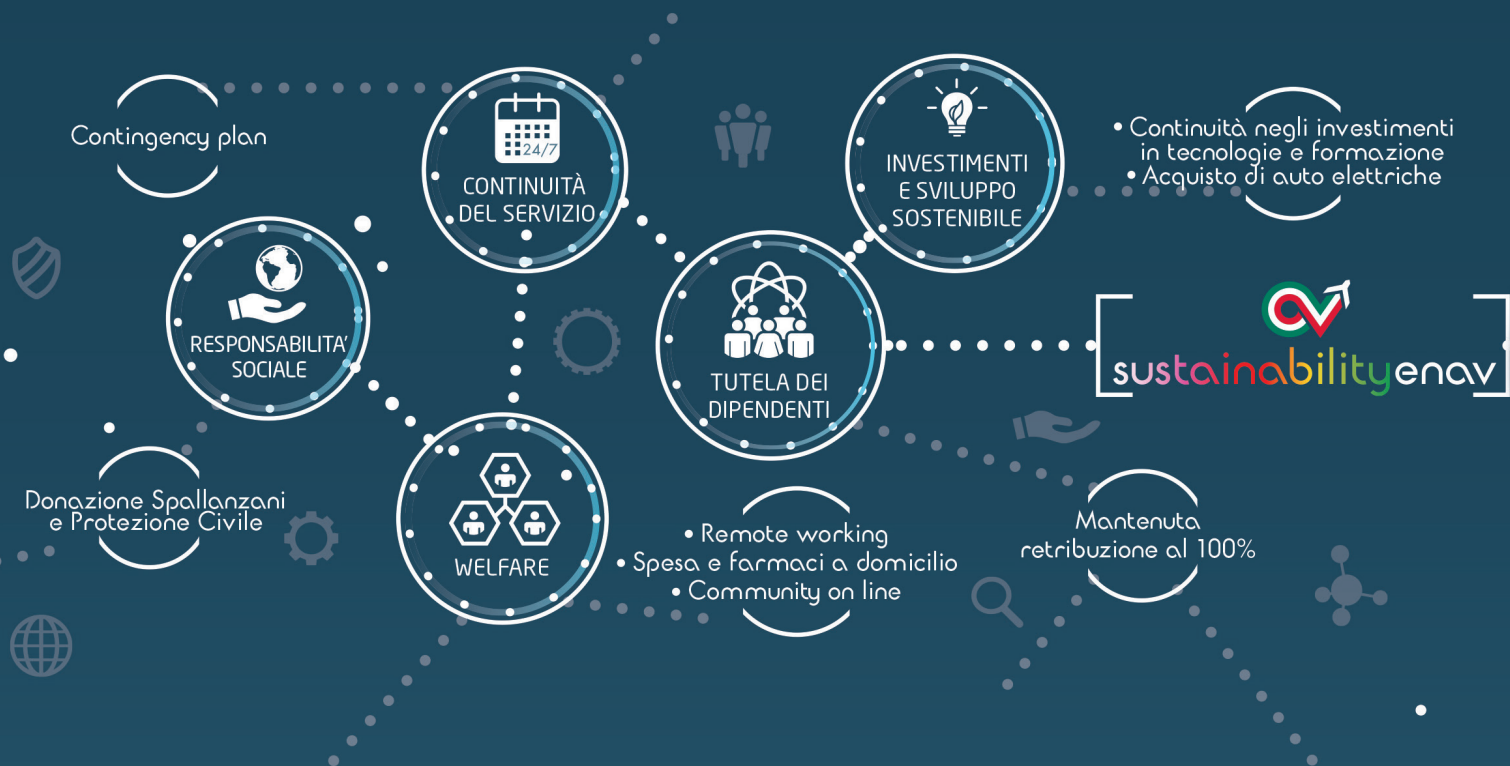 Contingency plan
24/7
CONTINUITÀ
DEL SERVIZIO
INVESTIMENTI
E SVILUPPO
SOSTENIBILE
• Continuità negli investimenti
in tecnologie e formazione
• Acquisto di auto elettriche
RESPONSABILITA'
SOCIALE
TUTELA DEI
DIPENDENTI
sustainabilityenav
Donazione Spallanzani
e Protezione Civile
WELFARE
• Remote working
• Spesa e farmaci a domicilio
• Community on line
Mantenuta
retribuzione al 100%